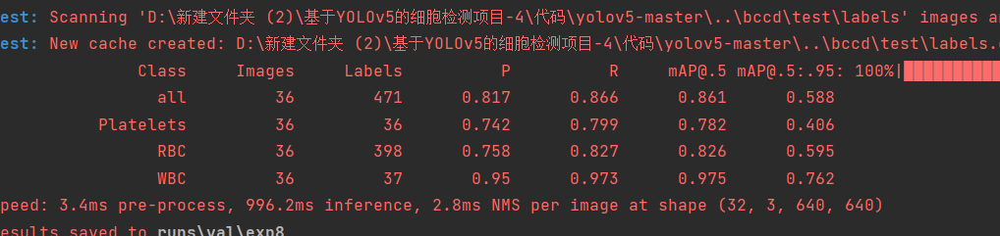 est: Scanning 'D:\新建文件夹 (2)\基于YOLOv5的细胞检测项目-4\代码\yolov5-master\..\bccd\test\labels' images an
est: New cache created: D:\新建文件夹 (2)\基于YOLOv5的细胞检测项目-4\代码\yolov5-master\..\bccd\test\labels.c
Class Images Labels P R mAP@.5 mAP@.5:.95: 100%|
all 36 471 0.817 0.866 0.861 0.588
Platelets 36 36 0.742 0.799 0.782 0.406
RBC 36 398 0.758 0.827 0.826 0.595
WBC 36 37 0.95 0.973 0.975 0.762
peed: 3.4ms pre-process, 996.2ms inference, 2.8ms NMS per image at shape (32, 3, 640, 640)
esults saved to runs\val\exp8